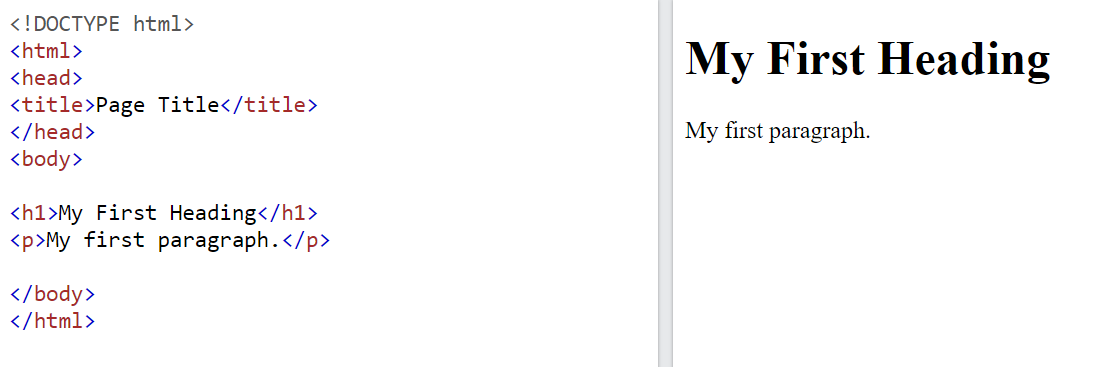 <!DOCTYPE html>
<html>
<head>
<title>Page Title</title>
</head>
<body>
<h1>My First Heading</h1>
<p>My first paragraph.</p>
</body>
</html>
My First Heading
My first paragraph.